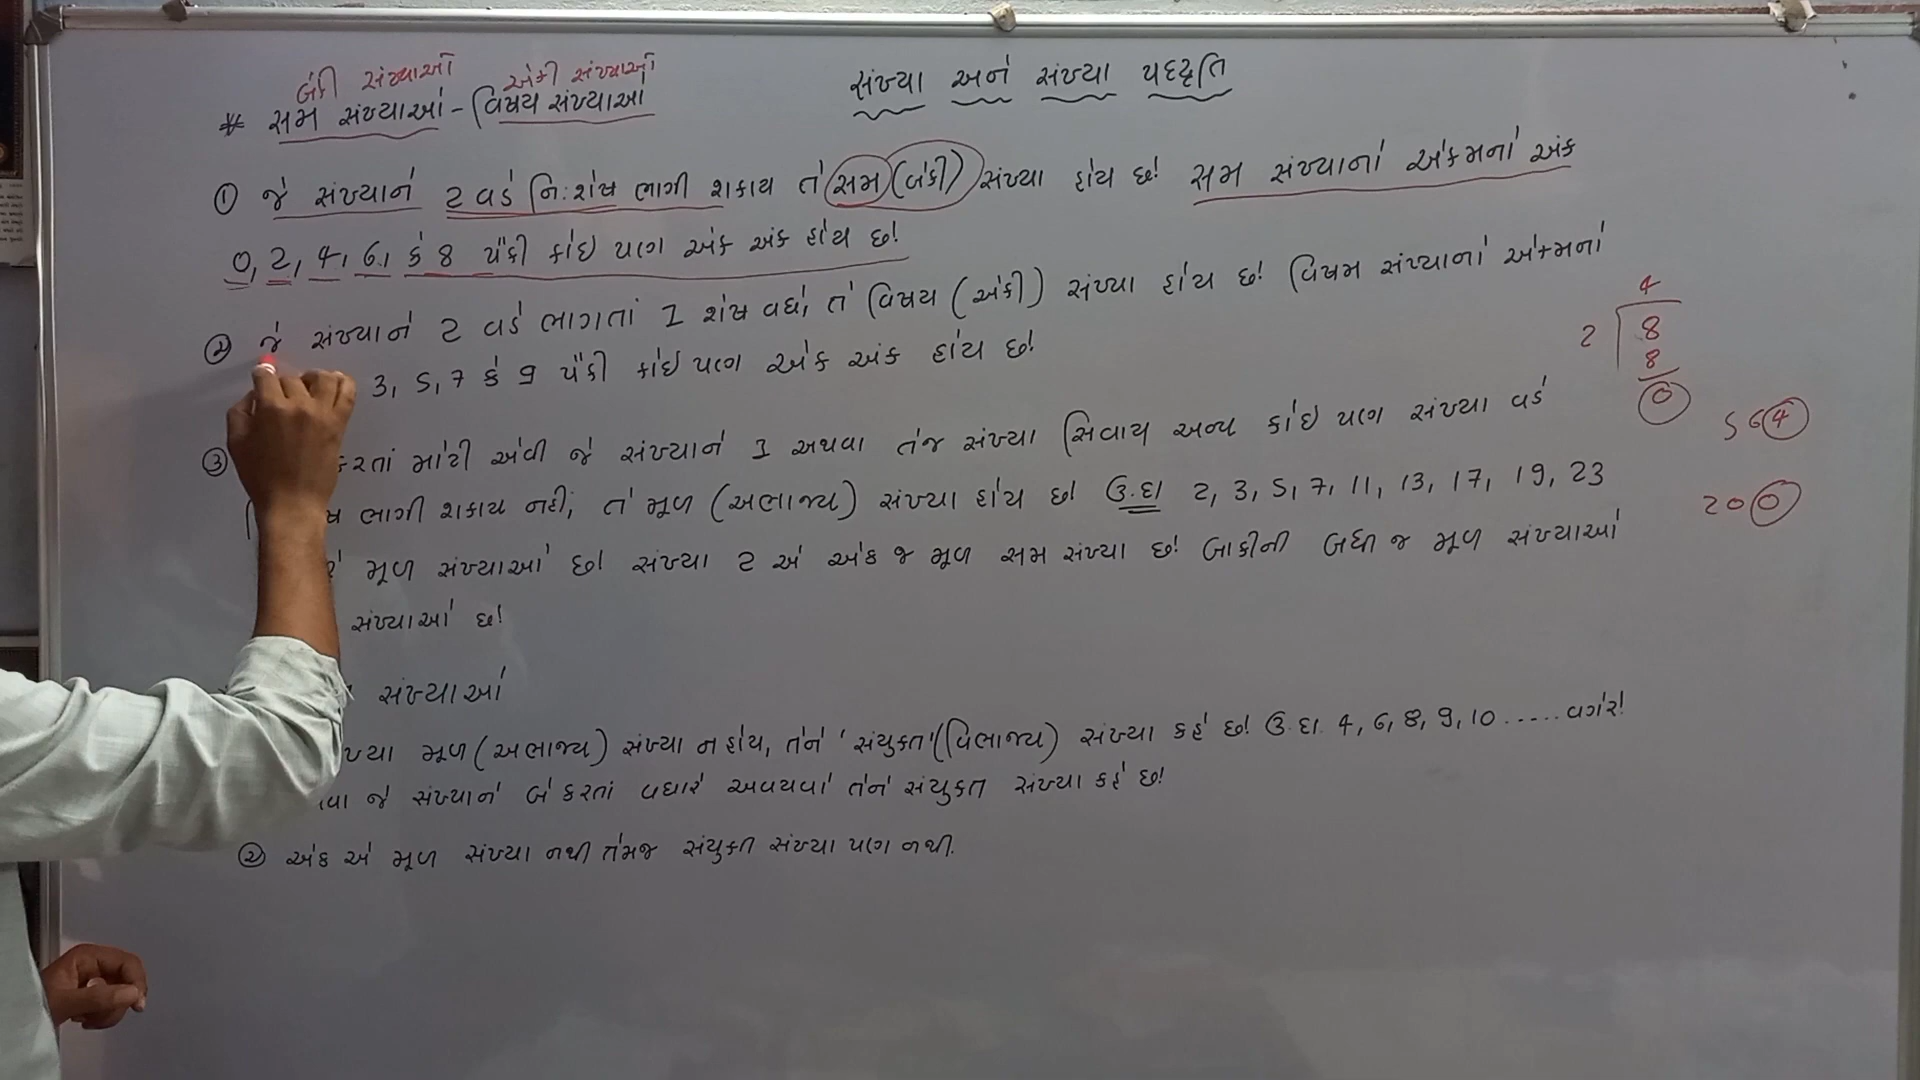 સંખ્યા અને સંખ્યા પદ્ધતિ
બેકી સંખ્યાઓ એકી સંખ્યાઓ
* સમ સંખ્યાઓ - વિષમ સંખ્યાઓ
① જે સંખ્યાને 2 વડે નિ:શેષ ભાગી શકાય તે સમ (બેકી) સંખ્યા હોય છે! સમ સંખ્યાનો એકમનો અંક
0, 2, 4, 6, કે 8 પૈકી કોઇ પણ એક અંક હોય છે!
② જે સંખ્યાને 2 વડે ભાગતાં 1 શેષ વધે, તે વિષમ (એકી) સંખ્યા હોય છે! વિષમ સંખ્યાનો એકમનો
3, 5, 7 કે 9 પૈકી કોઇ પણ એક અંક હોય છે!
③ કરતાં મોટી એવી જે સંખ્યાને 1 અથવા તેજ સંખ્યા સિવાય અન્ય કોઇ પણ સંખ્યા વડે
ભાગી શકાય નહી, તે મૂળ (અભાજ્ય) સંખ્યા હોય છે! ઉ.દા 2, 3, 5, 7, 11, 13, 17, 19, 23
મૂળ સંખ્યાઓ છે! સંખ્યા 2 એ એક જ મૂળ સમ સંખ્યા છે! બાકીની બધી જ મૂળ સંખ્યાઓ
સંખ્યાઓ છે!
સંખ્યાઓ
મૂળ (અભાજ્ય) સંખ્યા ન હોય, તેને 'સંયુક્ત' (વિભાજ્ય) સંખ્યા કહે છે! ઉ.દા. 4, 6, 8, 9, 10 ..... વગેરે!
જે સંખ્યાને બે કરતાં વધારે અવયવો તેને સંયુક્ત સંખ્યા કહે છે!
② એક એ મૂળ સંખ્યા નથી તેમજ સંયુક્ત સંખ્યા પણ નથી.
4
2 8
8
0
564
200